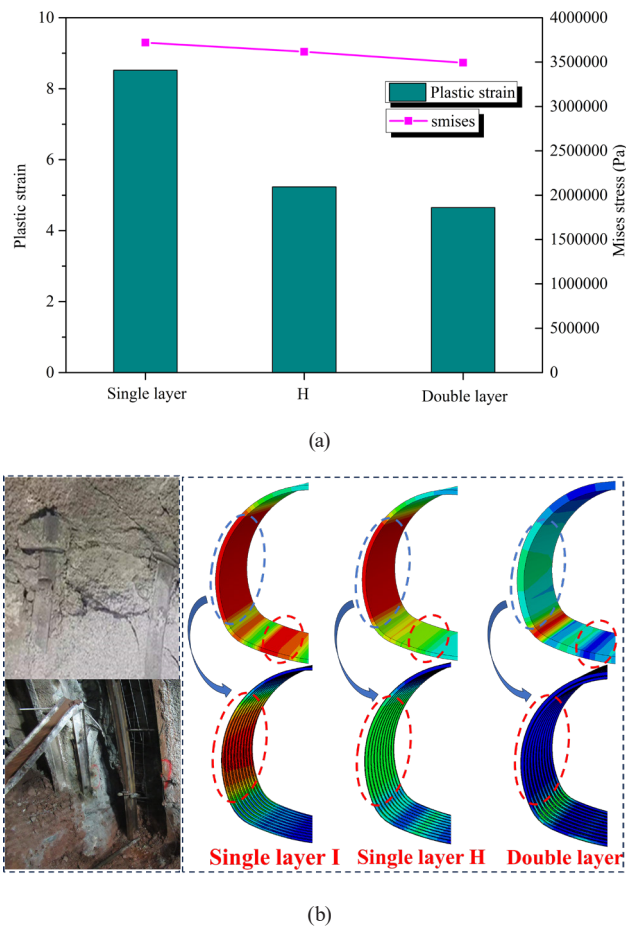 10
8
6
4
2
0
Plastic strain
4000000
3500000
3000000
2500000
2000000
1500000
1000000
500000
0
Mises stress (Pa)
Plastic strain
smises
Single layer
H
Double layer
(a)
Single layer I
Single layer H
Double layer
(b)